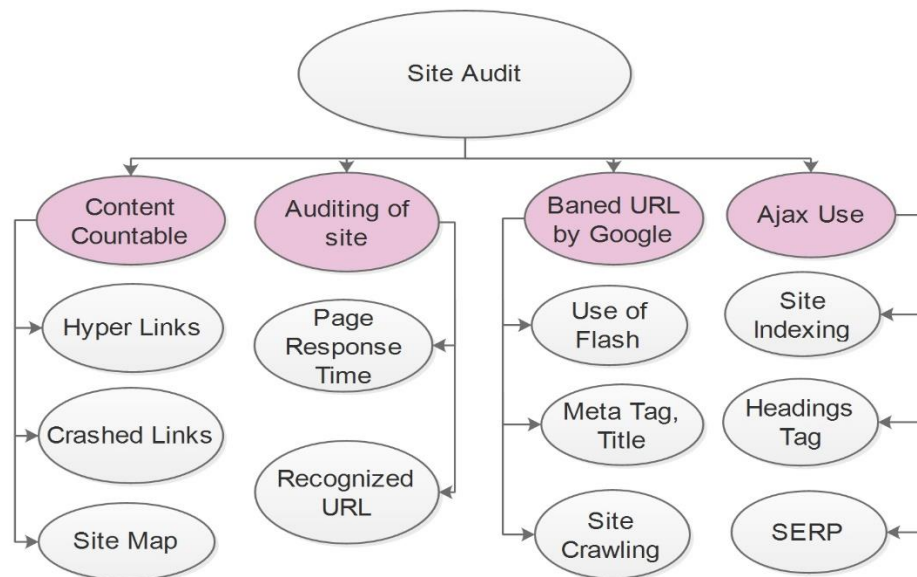 Site Audit
Content
Countable
Auditing of
site
Baned URL
by Google
Ajax Use
Hyper Links
Page
Response
Time
Use of
Flash
Site
Indexing
Crashed Links
Recognized
URL
Meta Tag,
Title
Headings
Tag
Site Map
Site
Crawling
SERP